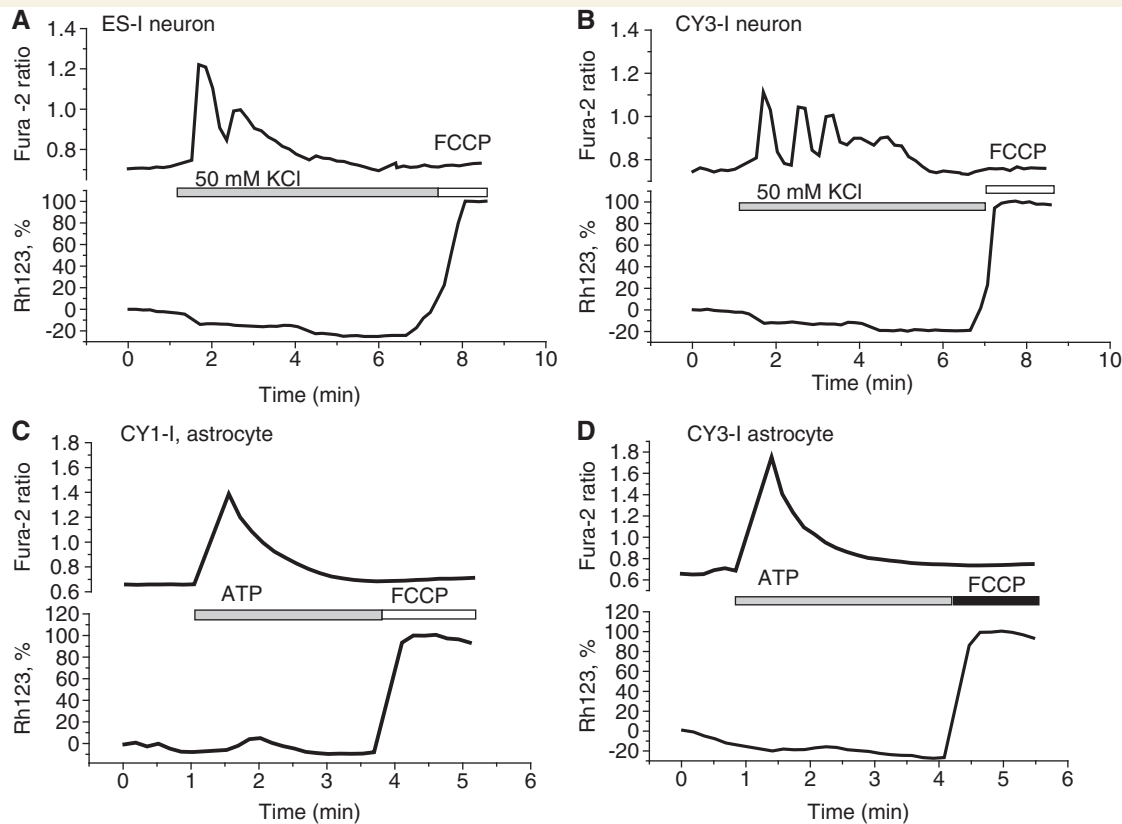 A
ES-I neuron
Fura -2 ratio
1.4
1.2
1.0
0.8
FCCP
50 mM KCl
Rh123, %
100
80
60
40
20
0
-20
0
2
4
6
8
10
Time (min)
B
CY3-I neuron
Fura-2 ratio
1.4
1.2
1.0
0.8
FCCP
50 mM KCl
Rh123, %
100
80
60
40
20
0
-20
0
2
4
6
8
10
Time (min)
C
CY1-I, astrocyte
Fura-2 ratio
1.8
1.6
1.4
1.2
1.0
0.8
0.6
ATP
FCCP
Rh123, %
120
100
80
60
40
20
0
0
1
2
3
4
5
6
Time (min)
D
CY3-I astrocyte
Fura-2 ratio
1.8
1.6
1.4
1.2
1.0
0.8
0.6
ATP
FCCP
Rh123, %
120
100
80
60
40
20
0
-20
0
1
2
3
4
5
6
Time (min)